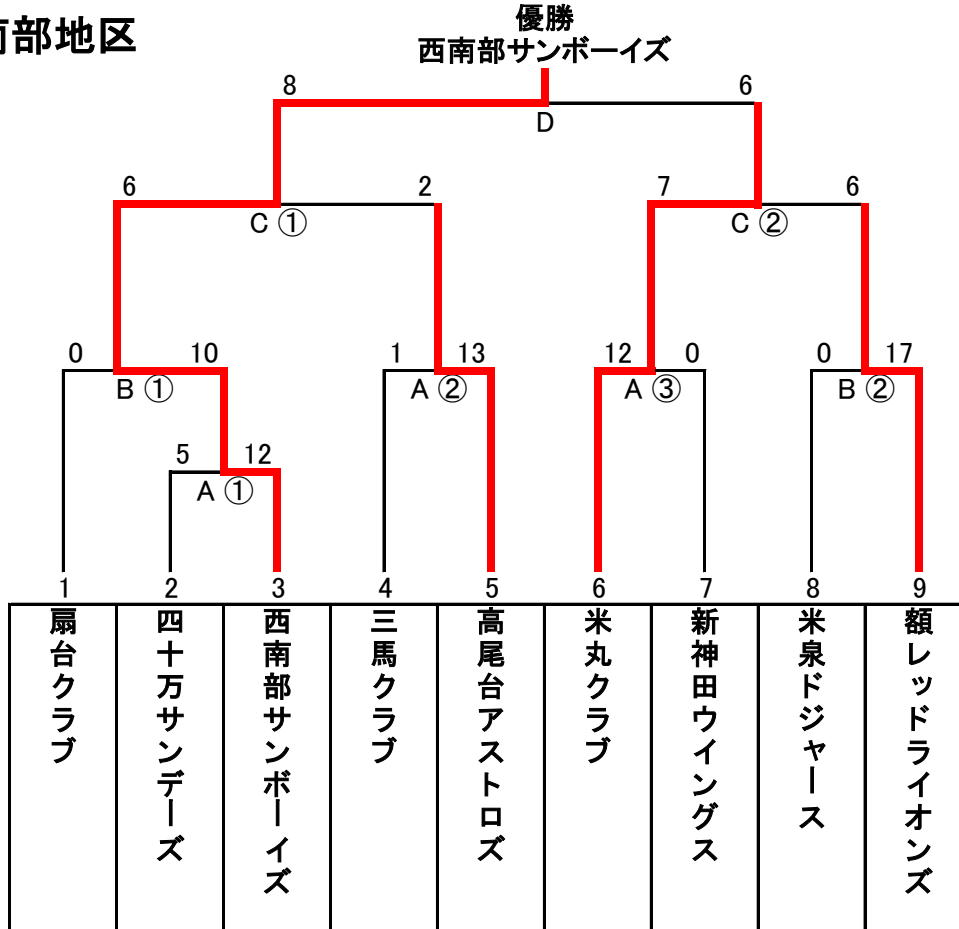 部地区
優勝
西南部サンボーイズ
8
6
D
6
2
7
6
C ①
C ②
0
10
1
13
12
0
0
17
B ①
A ②
A ③
B ②
5
12
A ①
1
2
3
4
5
6
7
8
9
扇台クラブ
四十万サンデーズ
西南部サンボーイズ
三馬クラブ
高尾台アストロズ
米丸クラブ
新神田ウイングス
米泉ドジャース
額レッドライオンズ